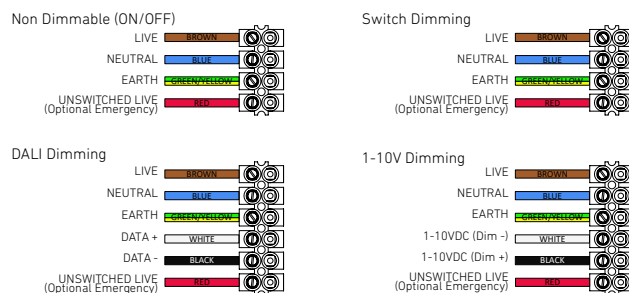 Non Dimmable (ON/OFF)
LIVE BROWN
NEUTRAL BLUE
EARTH GREEN/YELLOW
UNSWITCHED LIVE
(Optional Emergency) RED
Switch Dimming
LIVE BROWN
NEUTRAL BLUE
EARTH GREEN/YELLOW
UNSWITCHED LIVE
(Optional Emergency) RED
DALI Dimming
LIVE BROWN
NEUTRAL BLUE
EARTH GREEN/YELLOW
DATA + WHITE
DATA - BLACK
UNSWITCHED LIVE
(Optional Emergency) RED
1-10V Dimming
LIVE BROWN
NEUTRAL BLUE
EARTH GREEN/YELLOW
1-10VDC (Dim -) WHITE
1-10VDC (Dim +) BLACK
UNSWITCHED LIVE
(Optional Emergency) RED